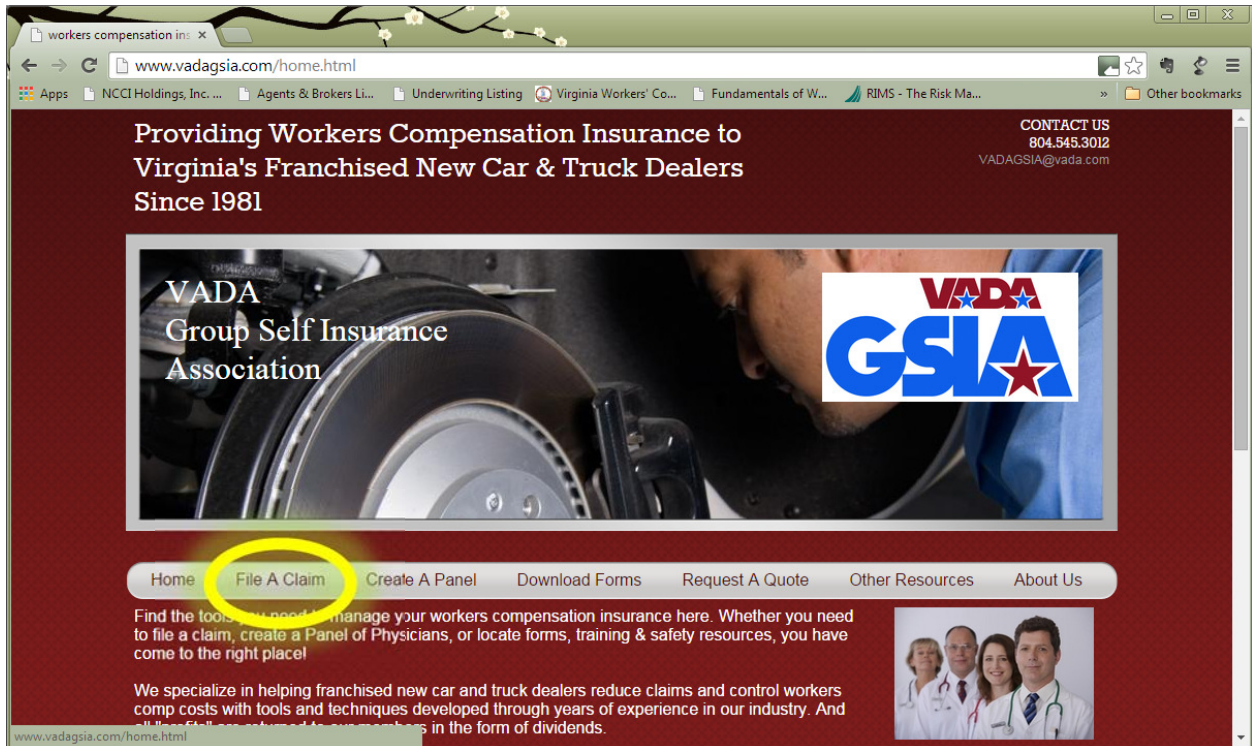 workers compensation ins
www.vadagsia.com/home.html
Apps NCCI Holdings, Inc. ... Agents & Brokers Li... Underwriting Listing Virginia Workers' Co... Fundamentals of W... RIMS - The Risk Ma... » Other bookmarks
Providing Workers Compensation Insurance to
Virginia's Franchised New Car & Truck Dealers
Since 1981
CONTACT US
804.545.3012
VADAGSIA@vada.com
VADA
Group Self Insurance
Association
VADA
GSIA
Home File A Claim Create A Panel Download Forms Request A Quote Other Resources About Us
Find the tools you need to manage your workers compensation insurance here. Whether you need
to file a claim, create a Panel of Physicians, or locate forms, training & safety resources, you have
come to the right place!
We specialize in helping franchised new car and truck dealers reduce claims and control workers
comp costs with tools and techniques developed through years of experience in our industry. And
all "profits" are returned to our members in the form of dividends.
www.vadagsia.com/home.html